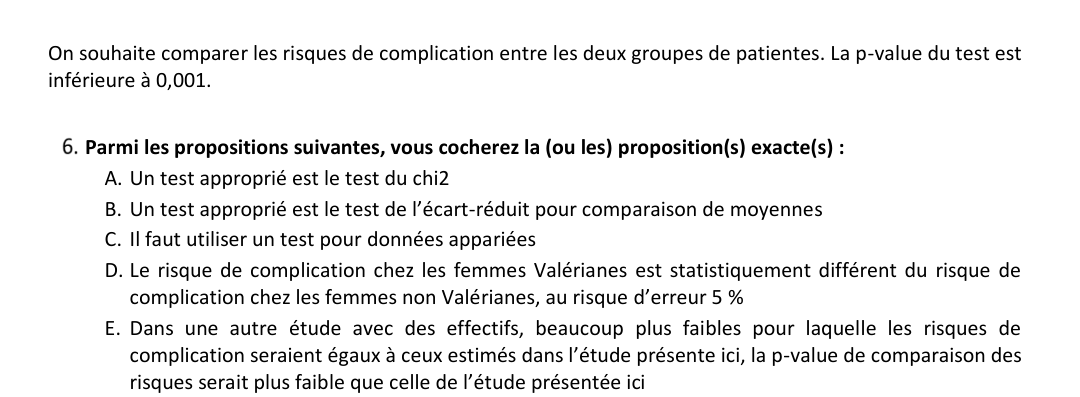 On souhaite comparer les risques de complication entre les deux groupes de patientes. La p-value du test est
inférieure à 0,001.
6. Parmi les propositions suivantes, vous cocherez la (ou les) proposition(s) exacte(s) :
A. Un test approprié est le test du chi2
B. Un test approprié est le test de l’écart-réduit pour comparaison de moyennes
C. Il faut utiliser un test pour données appariées
D. Le risque de complication chez les femmes Valérianes est statistiquement différent du risque de
complication chez les femmes non Valérianes, au risque d’erreur 5 %
E. Dans une autre étude avec des effectifs, beaucoup plus faibles pour laquelle les risques de
complication seraient égaux à ceux estimés dans l’étude présente ici, la p-value de comparaison des
risques serait plus faible que celle de l’étude présentée ici